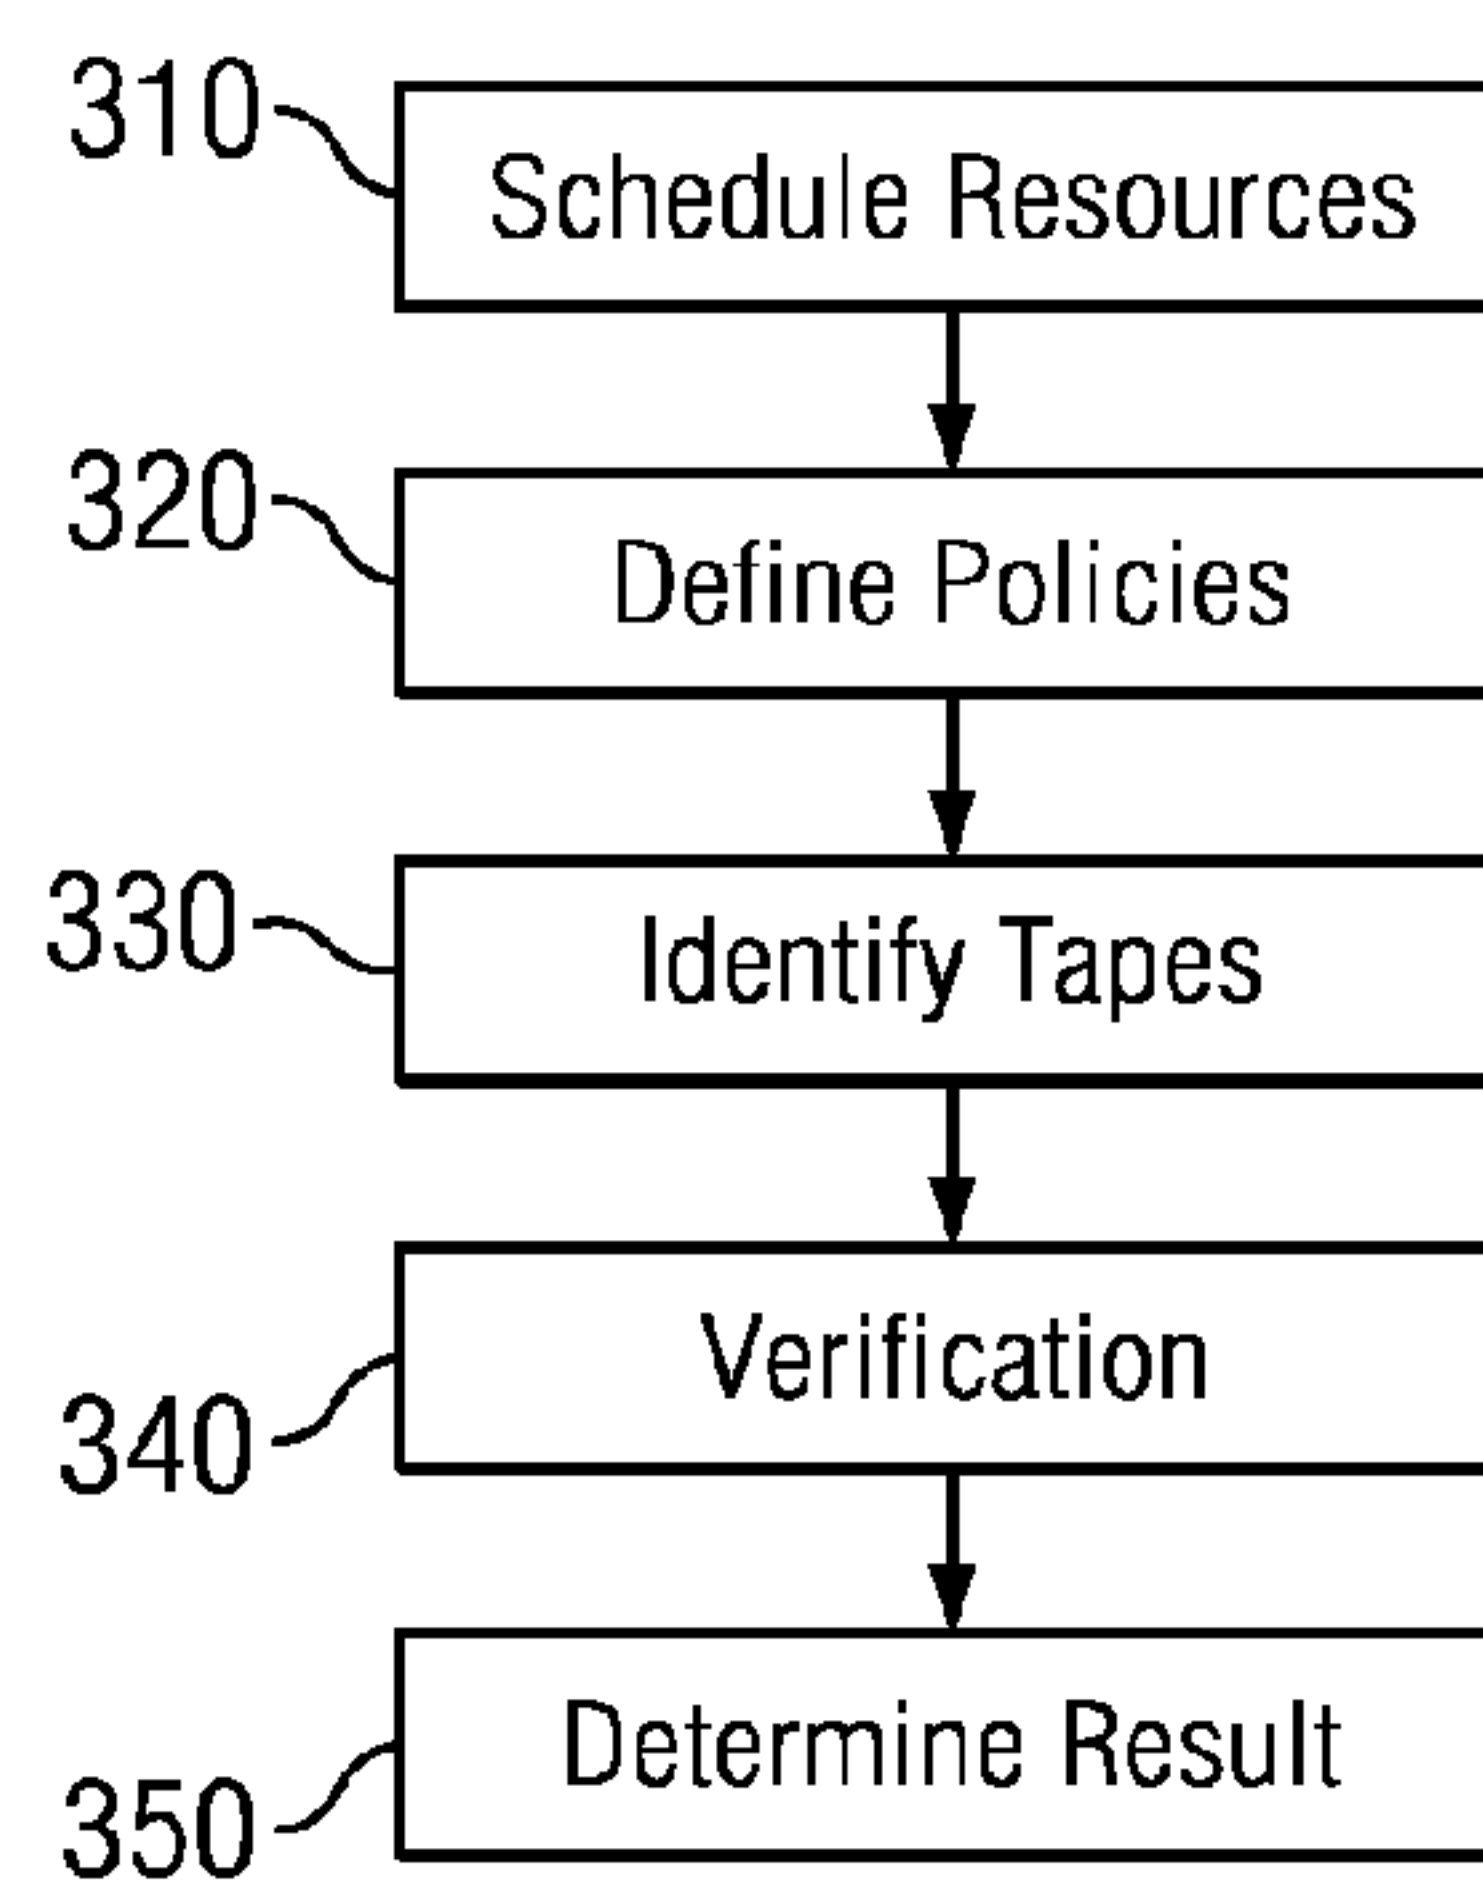 310
Schedule Resources
320
Define Policies
330
Identify Tapes
340
Verification
350
Determine Result